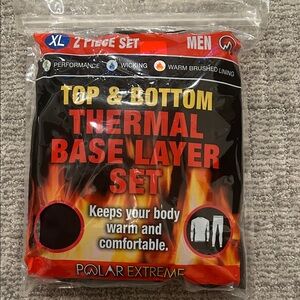 XL 2 PIECE SET MEN
PERFORMANCE WICKING WARM BRUSHED LINING
TOP & BOTTOM
THERMAL
BASE LAYER
SET
Keeps your body
warm and
comfortable.
POLAR EXTREME